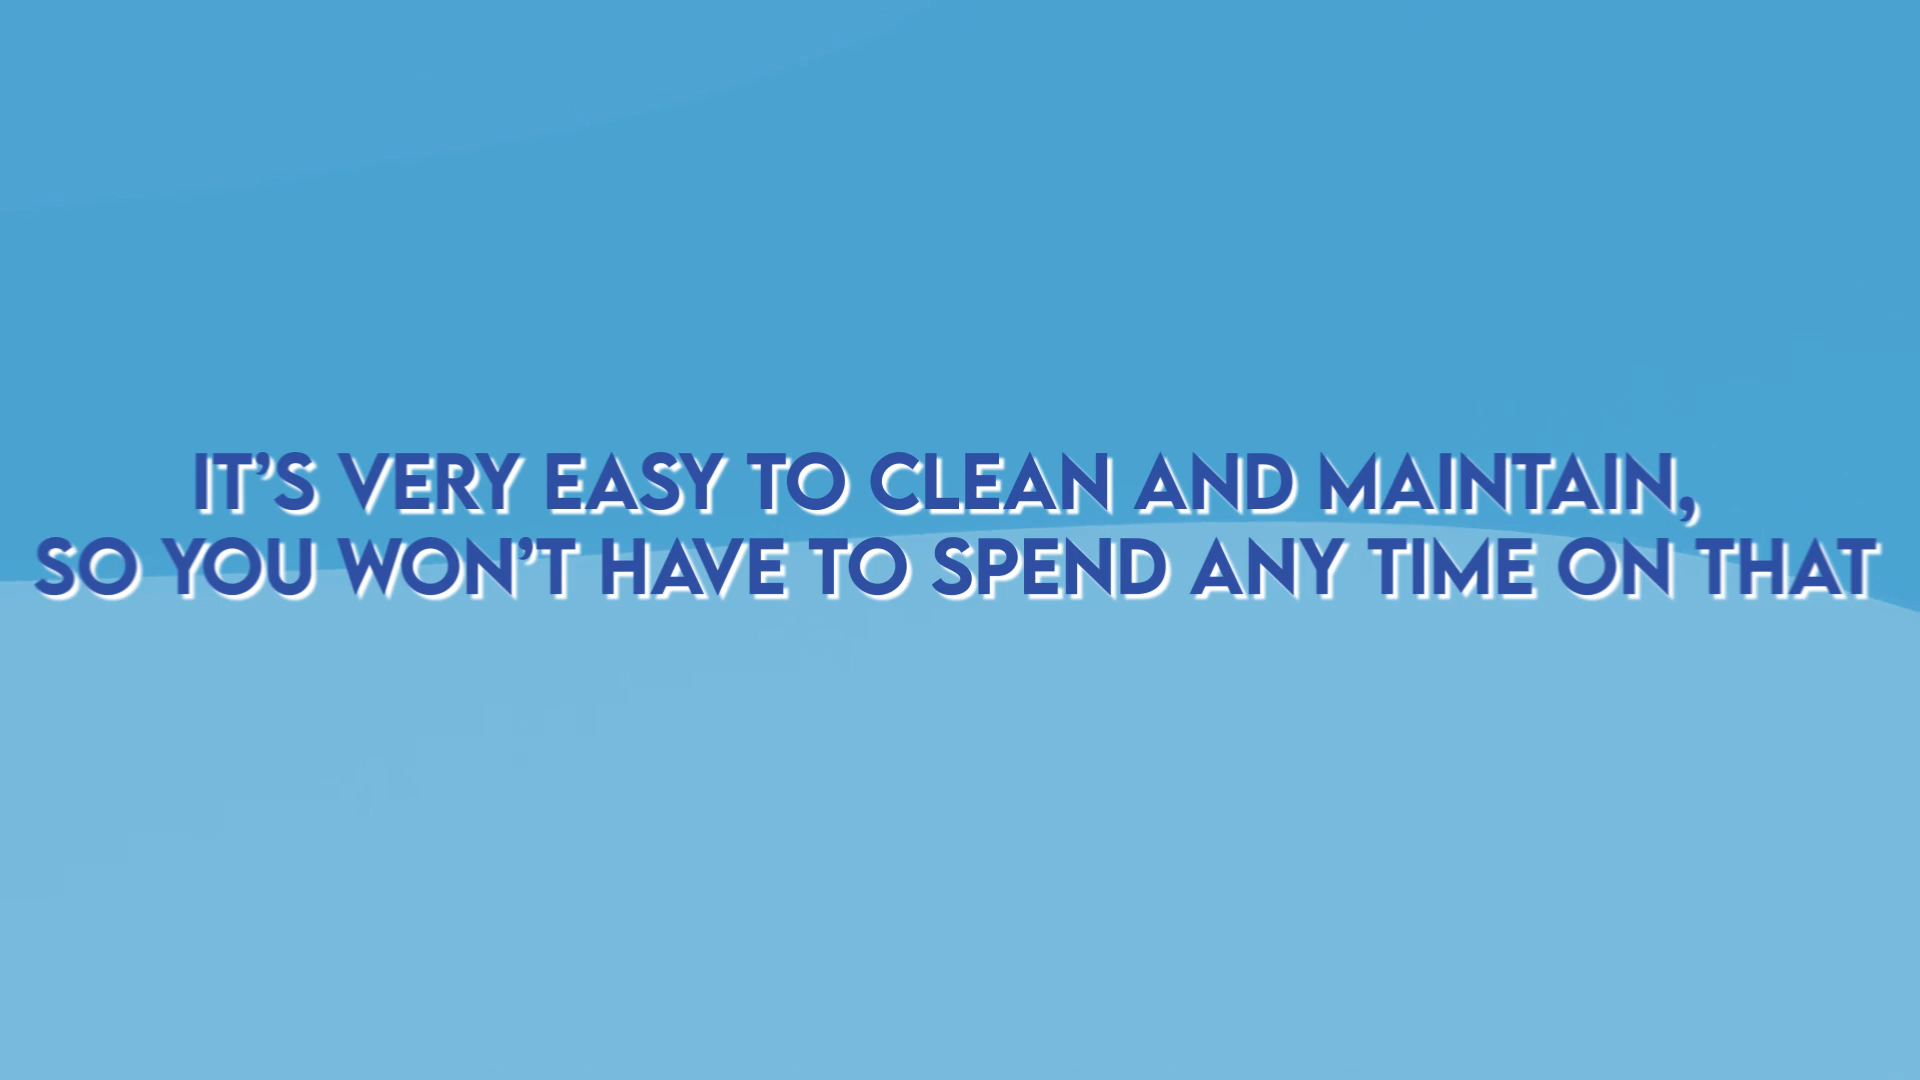 IT’S VERY EASY TO CLEAN AND MAINTAIN,
SO YOU WON’T HAVE TO SPEND ANY TIME ON THAT